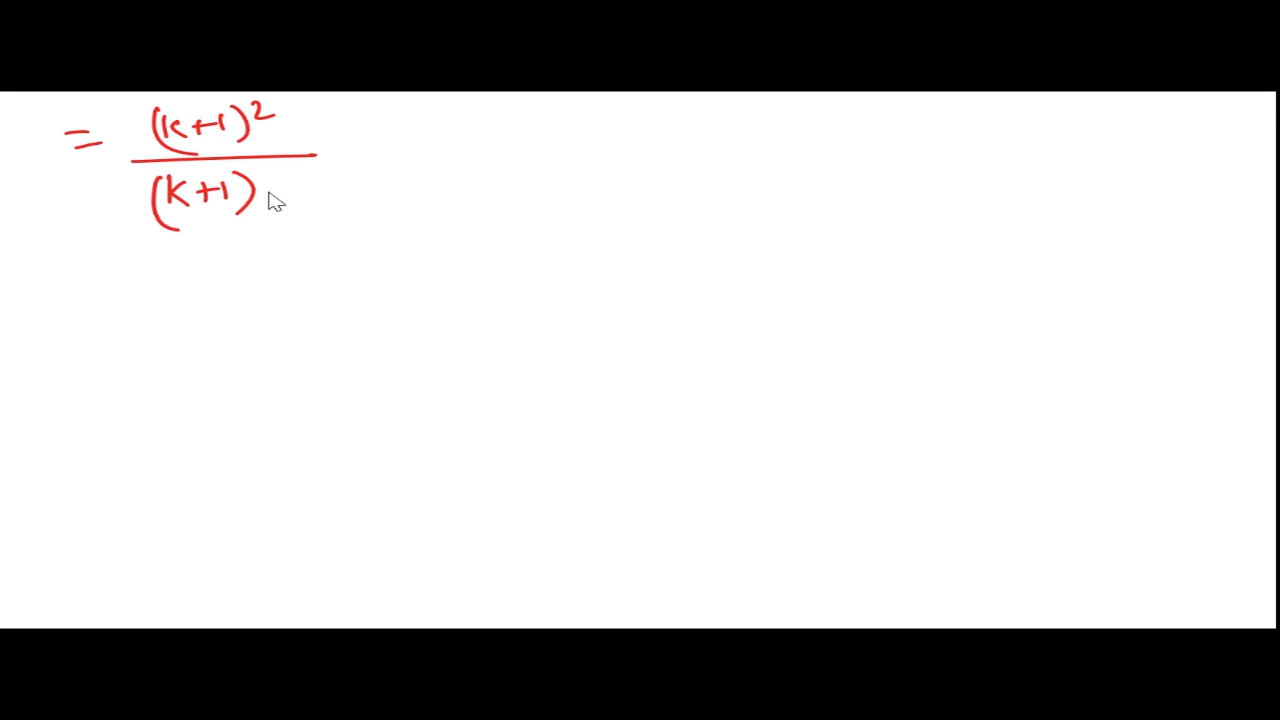 = (k+1)²
(k+1)